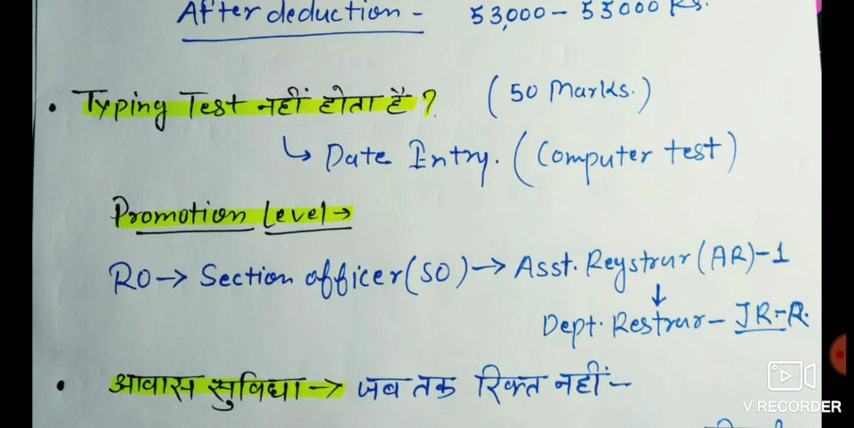 After deduction - 53,000 - 55000 Rs.
• Typing Test नहीं होता है? (50 Marks.)
↳ Date Entry. (Computer test)
Promotion Level →
RO → Section officer (SO) → Asst. Regstrar (AR)-1
↓
Dept. Restrar - JR-R.
• आवास सुविधा → जब तक रिक्त नहीं -
V RECORDER